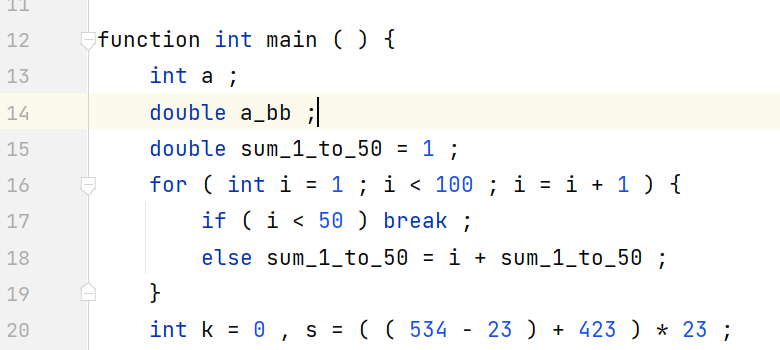 11
12 function int main ( ) {
13 int a ;
14 double a_bb ;
15 double sum_1_to_50 = 1 ;
16 for ( int i = 1 ; i < 100 ; i = i + 1 ) {
17 if ( i < 50 ) break ;
18 else sum_1_to_50 = i + sum_1_to_50 ;
19 }
20 int k = 0 , s = ( ( 534 - 23 ) + 423 ) * 23 ;